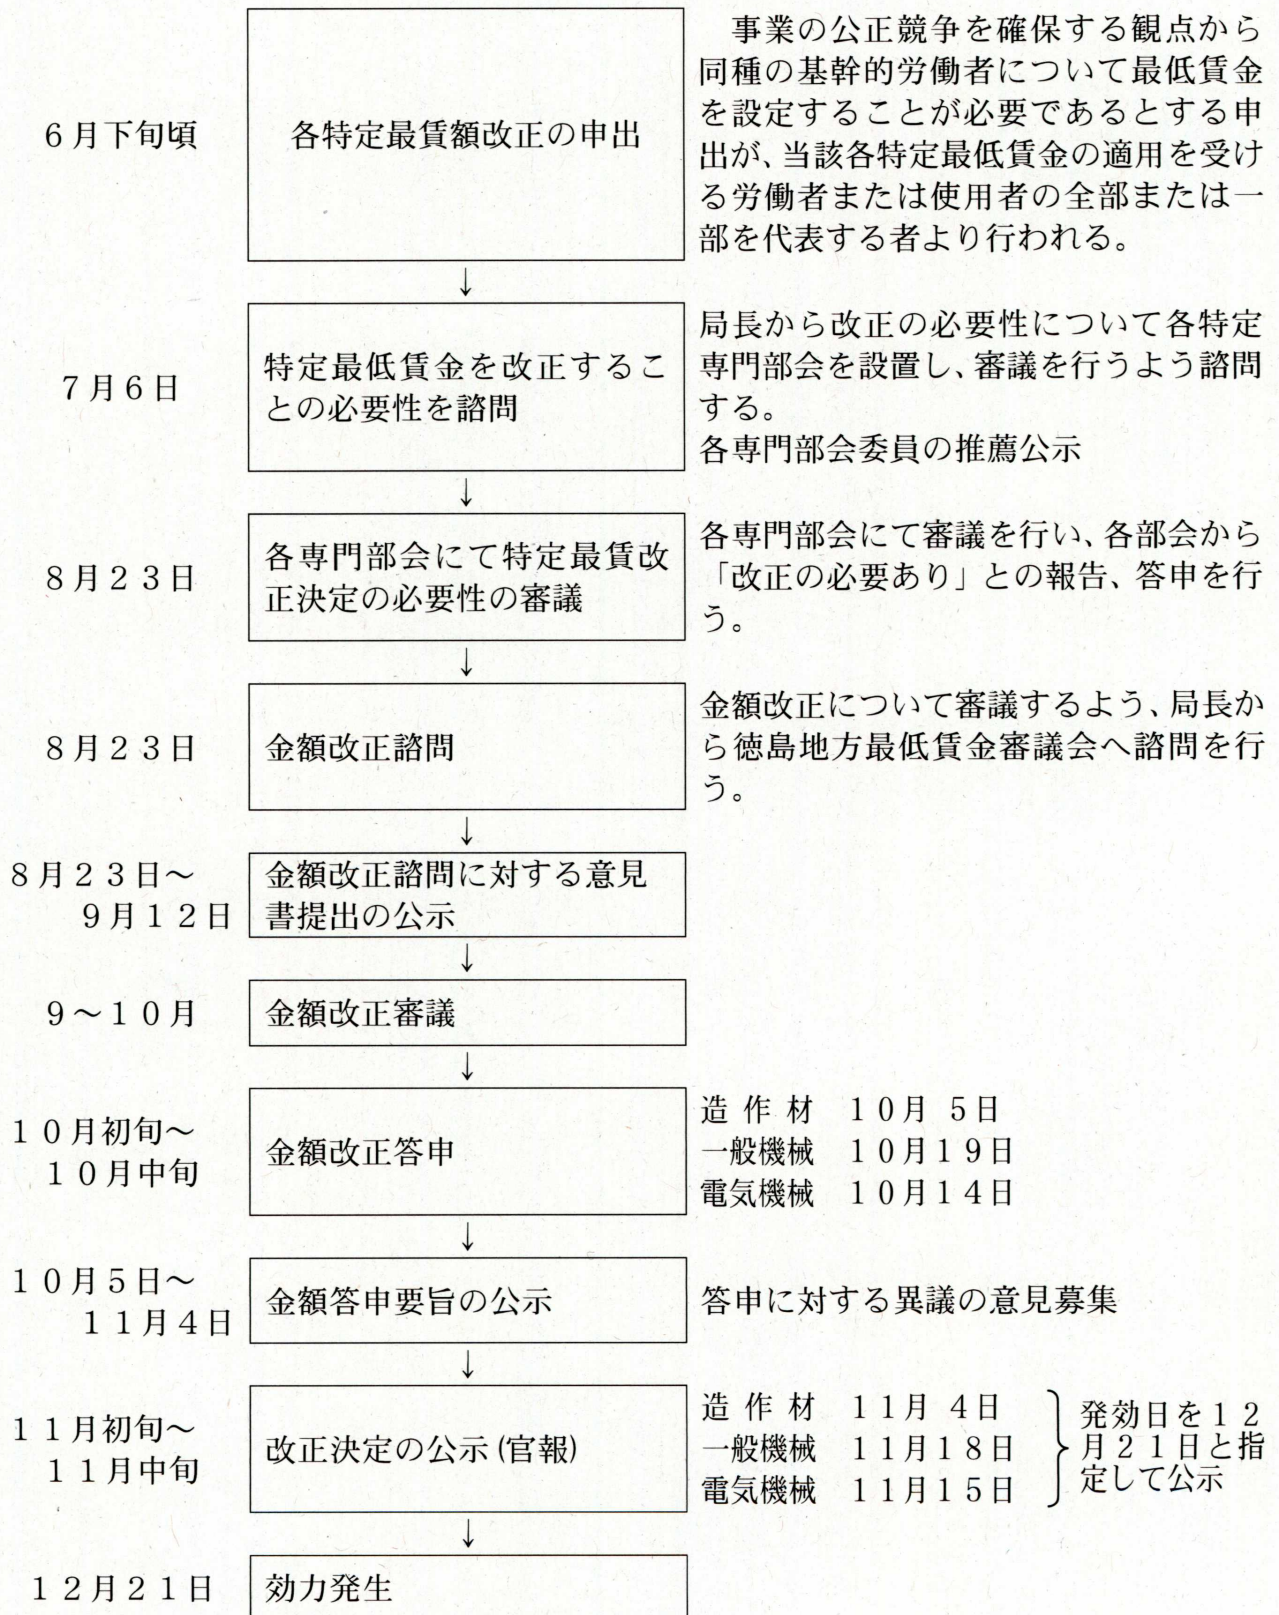 6月下旬頃
各特定最賃額改正の申出
事業の公正競争を確保する観点から
同種の基幹的労働者について最低賃金
を設定することが必要であるとする申
出が、当該各特定最低賃金の適用を受け
る労働者または使用者の全部または一
部を代表する者より行われる。
↓
7月6日
特定最低賃金を改正するこ
との必要性を諮問
局長から改正の必要性について各特定
専門部会を設置し、審議を行うよう諮問
する。
各専門部会委員の推薦公示
↓
8月23日
各専門部会にて特定最賃改
正決定の必要性の審議
各専門部会にて審議を行い、各部会から
「改正の必要あり」との報告、答申を行
う。
↓
8月23日
金額改正諮問
金額改正について審議するよう、局長か
ら徳島地方最低賃金審議会へ諮問を行
う。
↓
8月23日～
9月12日
金額改正諮問に対する意見
書提出の公示
↓
9～10月
金額改正審議
↓
10月初旬～
10月中旬
金額改正答申
造作材 10月 5日
一般機械 10月19日
電気機械 10月14日
↓
10月5日～
11月4日
金額答申要旨の公示
答申に対する異議の意見募集
↓
11月初旬～
11月中旬
改正決定の公示(官報)
造作材 11月 4日
一般機械 11月18日
電気機械 11月15日
発効日を12
月21日と指
定して公示
↓
12月21日
効力発生